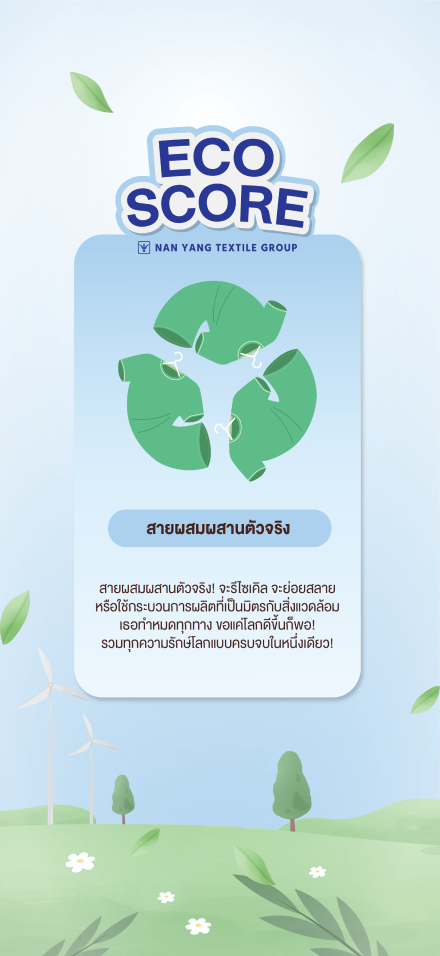 ECO
SCORE
NAN YANG TEXTILE GROUP
สายผสมผสานตัวจริง
สายผสมผสานตัวจริง! จะรีไซเคิล จะย่อยสลาย
หรือใช้กระบวนการผลิตที่เป็นมิตรกับสิ่งแวดล้อม
เธอทำหมดทุกทาง ขอแค่โลกดีขึ้นก็พอ!
รวมทุกความรักษ์โลกแบบครบจบในหนึ่งเดียว!